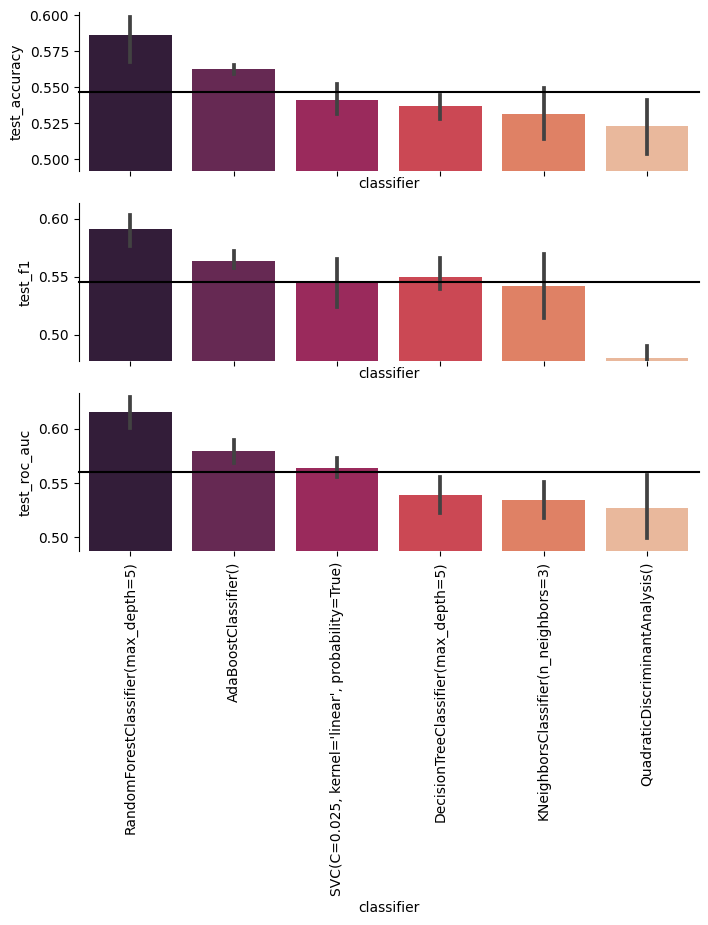 0.600
0.575
0.550
0.525
0.500
test_accuracy
classifier
0.60
0.55
0.50
test_f1
classifier
0.60
0.55
0.50
test_roc_auc
RandomForestClassifier(max_depth=5)
AdaBoostClassifier()
SVC(C=0.025, kernel='linear', probability=True)
DecisionTreeClassifier(max_depth=5)
KNeighborsClassifier(n_neighbors=3)
QuadraticDiscriminantAnalysis()
classifier